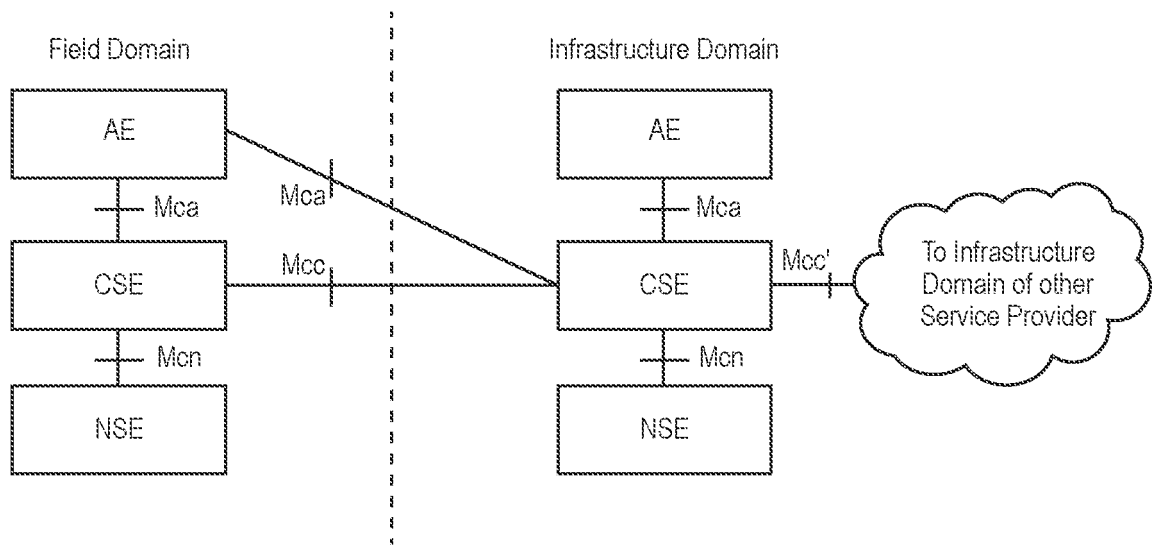 Field Domain
Infrastructure Domain
AE
AE
Mca
Mca
Mca
CSE
Mcc
CSE
Mcc'
To Infrastructure
Domain of other
Service Provider
Mcn
Mcn
NSE
NSE